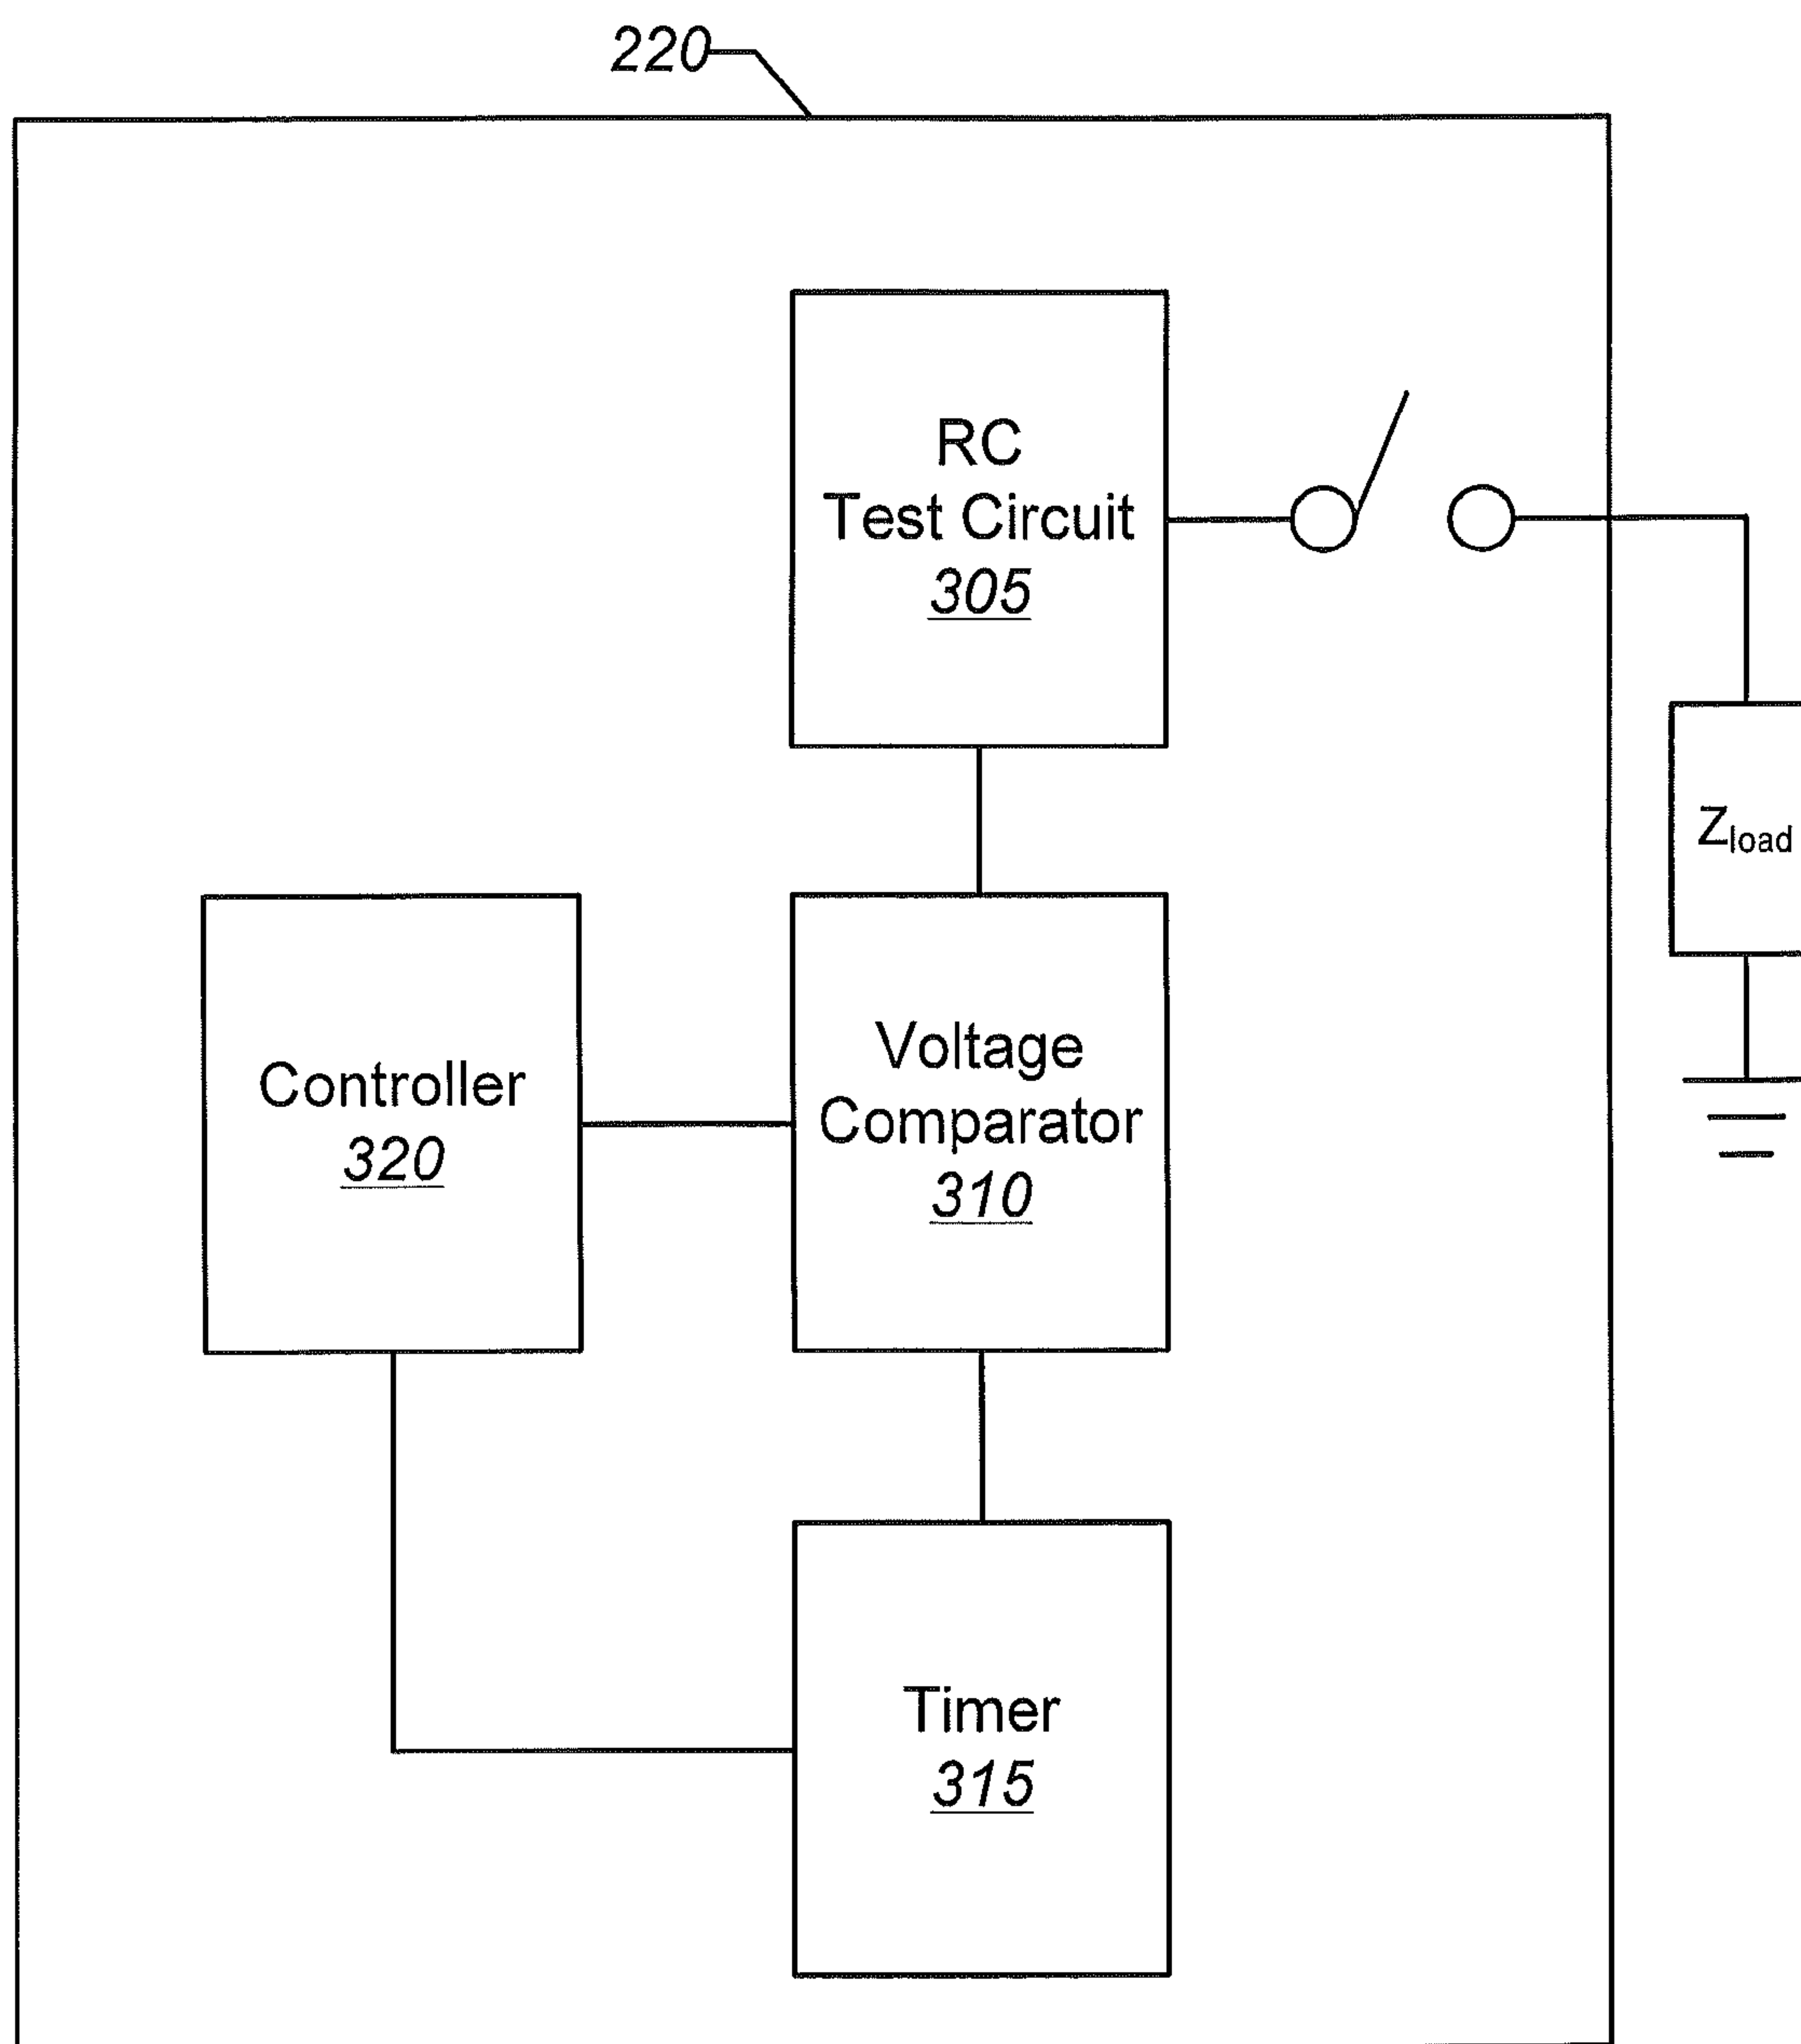 220
RC
Test Circuit
305
Zload
Controller
320
Voltage
Comparator
310
Timer
315